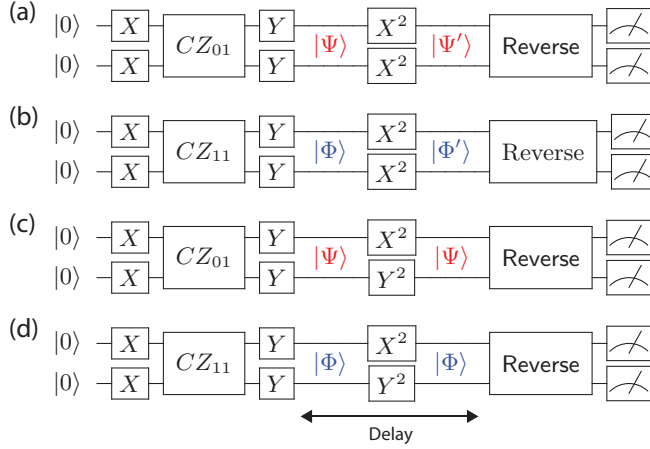 (a) |0⟩ X CZ₀₁ Y |Ψ⟩ X² |Ψ′⟩ Reverse
|0⟩ X Y X²
(b) |0⟩ X CZ₁₁ Y |Φ⟩ X² |Φ′⟩ Reverse
|0⟩ X Y X²
(c) |0⟩ X CZ₀₁ Y |Ψ⟩ X² |Ψ⟩ Reverse
|0⟩ X Y Y²
(d) |0⟩ X CZ₁₁ Y |Φ⟩ X² |Φ⟩ Reverse
|0⟩ X Y Y²
Delay